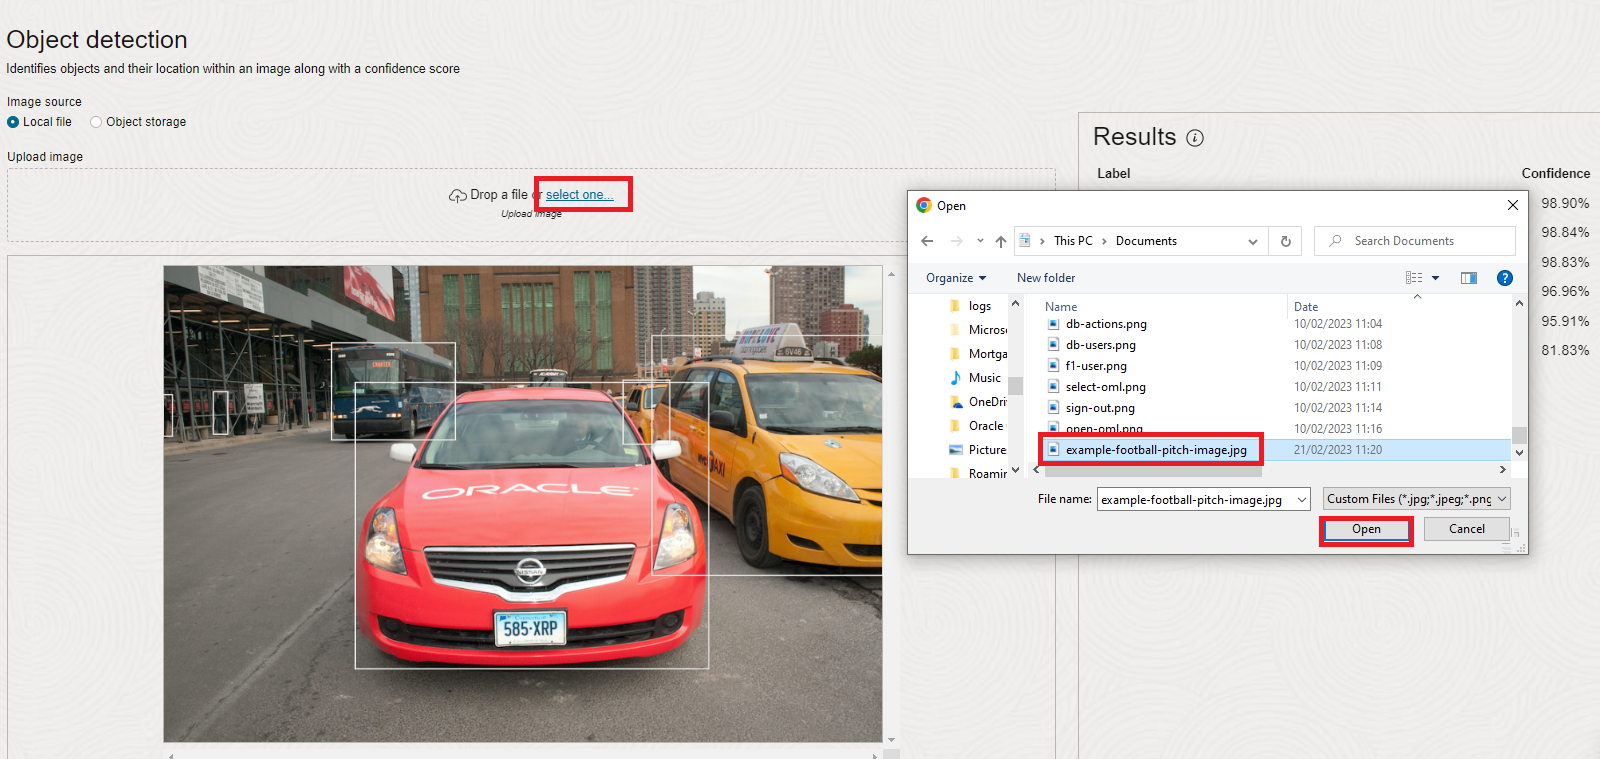 Object detection
Identifies objects and their location within an image along with a confidence score
Image source
Local file
Object storage
Upload image
Drop a file or select one...
Upload image
Results
Label
Confidence
98.90%
98.84%
98.83%
96.96%
95.91%
81.83%
Open
This PC
Documents
Search Documents
Organize
New folder
logs
Microso
Mortga
Music
OneDri
Oracle
Picture
Roamin
Name
Date
db-actions.png
10/02/2023 11:04
db-users.png
10/02/2023 11:08
f1-user.png
10/02/2023 11:09
select-oml.png
10/02/2023 11:11
sign-out.png
10/02/2023 11:14
open-oml.png
10/02/2023 11:16
example-football-pitch-image.jpg
21/02/2023 11:20
File name:
example-football-pitch-image.jpg
Custom Files (*.jpg;*.jpeg;*.png
Open
Cancel
ORACLE
NISSAN
585·XRP
TAXI
5V46